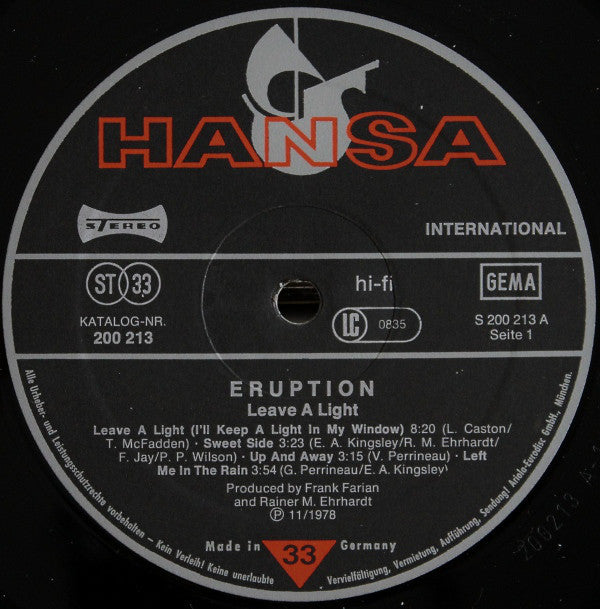 HANSA
STEREO
INTERNATIONAL
ST 33
hi-fi
GEMA
KATALOG-NR.
200 213
LC 0835
S 200 213 A
Seite 1
ERUPTION
Leave A Light
Leave A Light (I'll Keep A Light In My Window) 8:20 (L. Caston/
T. McFadden) · Sweet Side 3:23 (E. A. Kingsley/R. M. Ehrhardt/
F. Jay/P. P. Wilson) · Up And Away 3:15 (V. Perrineau) · Left
Me In The Rain 3:54 (G. Perrineau/E. A. Kingsley)
Produced by Frank Farian
and Rainer M. Ehrhardt
Ⓟ 11/1978
Made in 33 Germany
Alle Urheber- und Leistungsschutzrechte vorbehalten – Kein Verleih! Keine unerlaubte Vervielfältigung, Vermietung, Aufführung, Sendung! Ariola-Eurodisc GmbH, München.
200213 A-